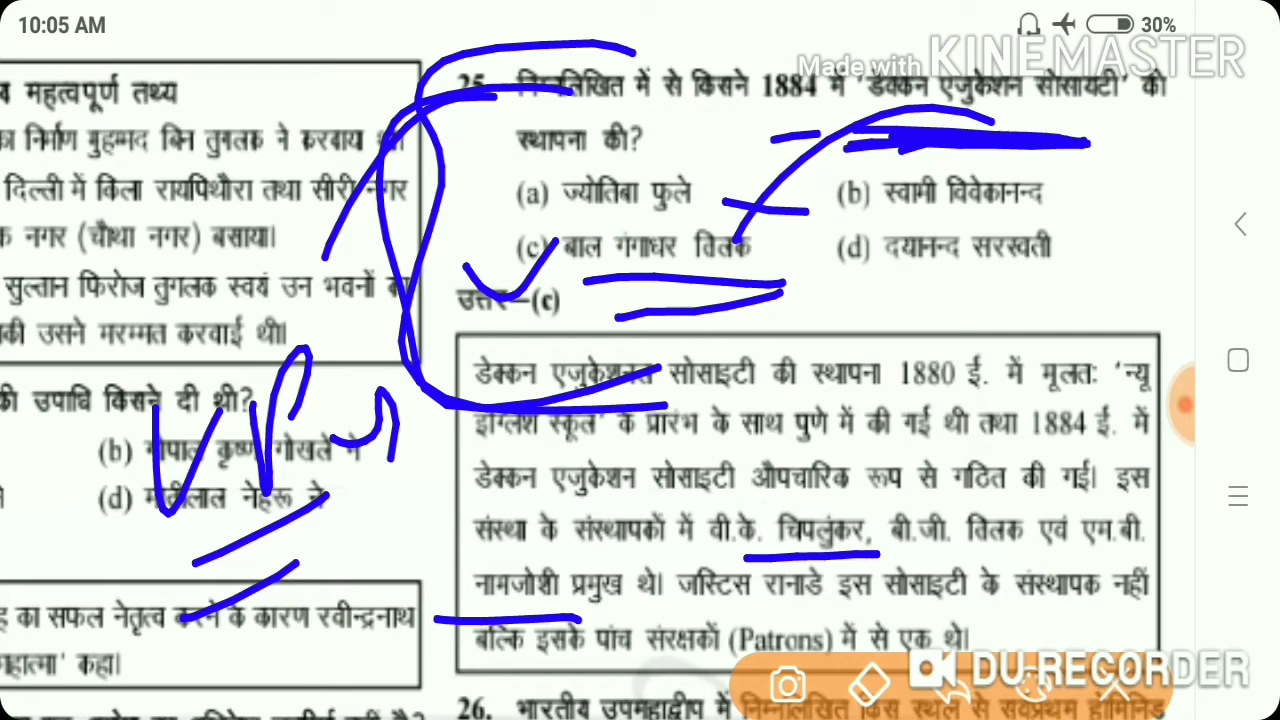 10:05 AM
30%
Made with KINEMASTER
महत्वपूर्ण तथ्य
निर्माण मुहम्मद बिन तुगलक ने करवाया था।
दिल्ली में किला रायपिथौरा तथा सीरी नगर
क नगर (चौथा नगर) बसाया।
सुल्तान फिरोज तुगलक स्वयं उन भवनों का
की उसने मरम्मत करवाई थी।
की उपाधि किसने दी थी?
(b) गोपाल कृष्ण गोखले ने
(d) मोतीलाल नेहरू ने
का सफल नेतृत्व करने के कारण रवीन्द्रनाथ
कहा।
25. निम्नलिखित में से किसने 1884 में 'डेक्कन एजुकेशन सोसायटी' की
स्थापना की?
(a) ज्योतिबा फुले (b) स्वामी विवेकानन्द
(c) बाल गंगाधर तिलक (d) दयानन्द सरस्वती
उत्तर–(c)
डेक्कन एजुकेशनल सोसाइटी की स्थापना 1880 ई. में मूलतः 'न्यू
इंग्लिश स्कूल' के प्रारंभ के साथ पुणे में की गई थी तथा 1884 ई. में
डेक्कन एजुकेशन सोसाइटी औपचारिक रूप से गठित की गई। इस
संस्था के संस्थापकों में वी.के. चिपलुंकर, बी.जी. तिलक एवं एम.बी.
नामजोशी प्रमुख थे। जस्टिस रानाडे इस सोसाइटी के संस्थापक नहीं
बल्कि इसके पांच संरक्षकों (Patrons) में से एक थे।
DU RECORDER
26. भारतीय उपमहाद्वीप में निम्नलिखित किस स्थल से सर्वप्रथम होमिनिड